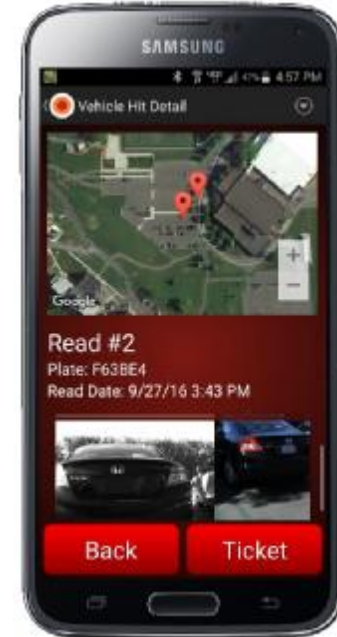 SAMSUNG
47% 4:57 PM
Vehicle Hit Detail
+
−
Google
Read #2
Plate: F63BE4
Read Date: 9/27/16 3:43 PM
Back
Ticket